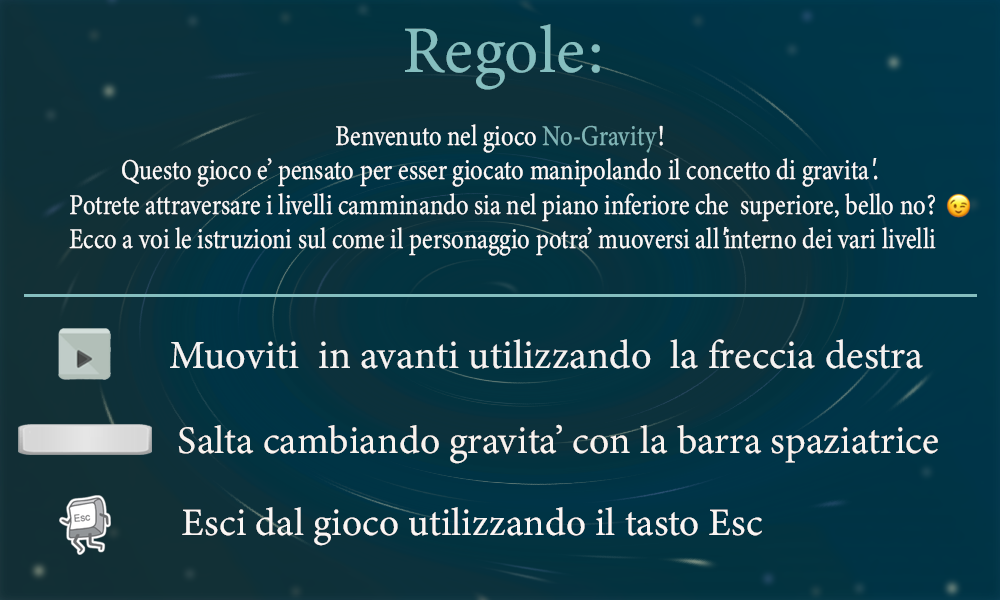 Regole:
Benvenuto nel gioco No-Gravity!
Questo gioco e’ pensato per esser giocato manipolando il concetto di gravita'.
Potrete attraversare i livelli camminando sia nel piano inferiore che superiore, bello no? 😉
Ecco a voi le istruzioni sul come il personaggio potra’ muoversi all'interno dei vari livelli
Muoviti in avanti utilizzando la freccia destra
Salta cambiando gravita’ con la barra spaziatrice
Esc
Esci dal gioco utilizzando il tasto Esc